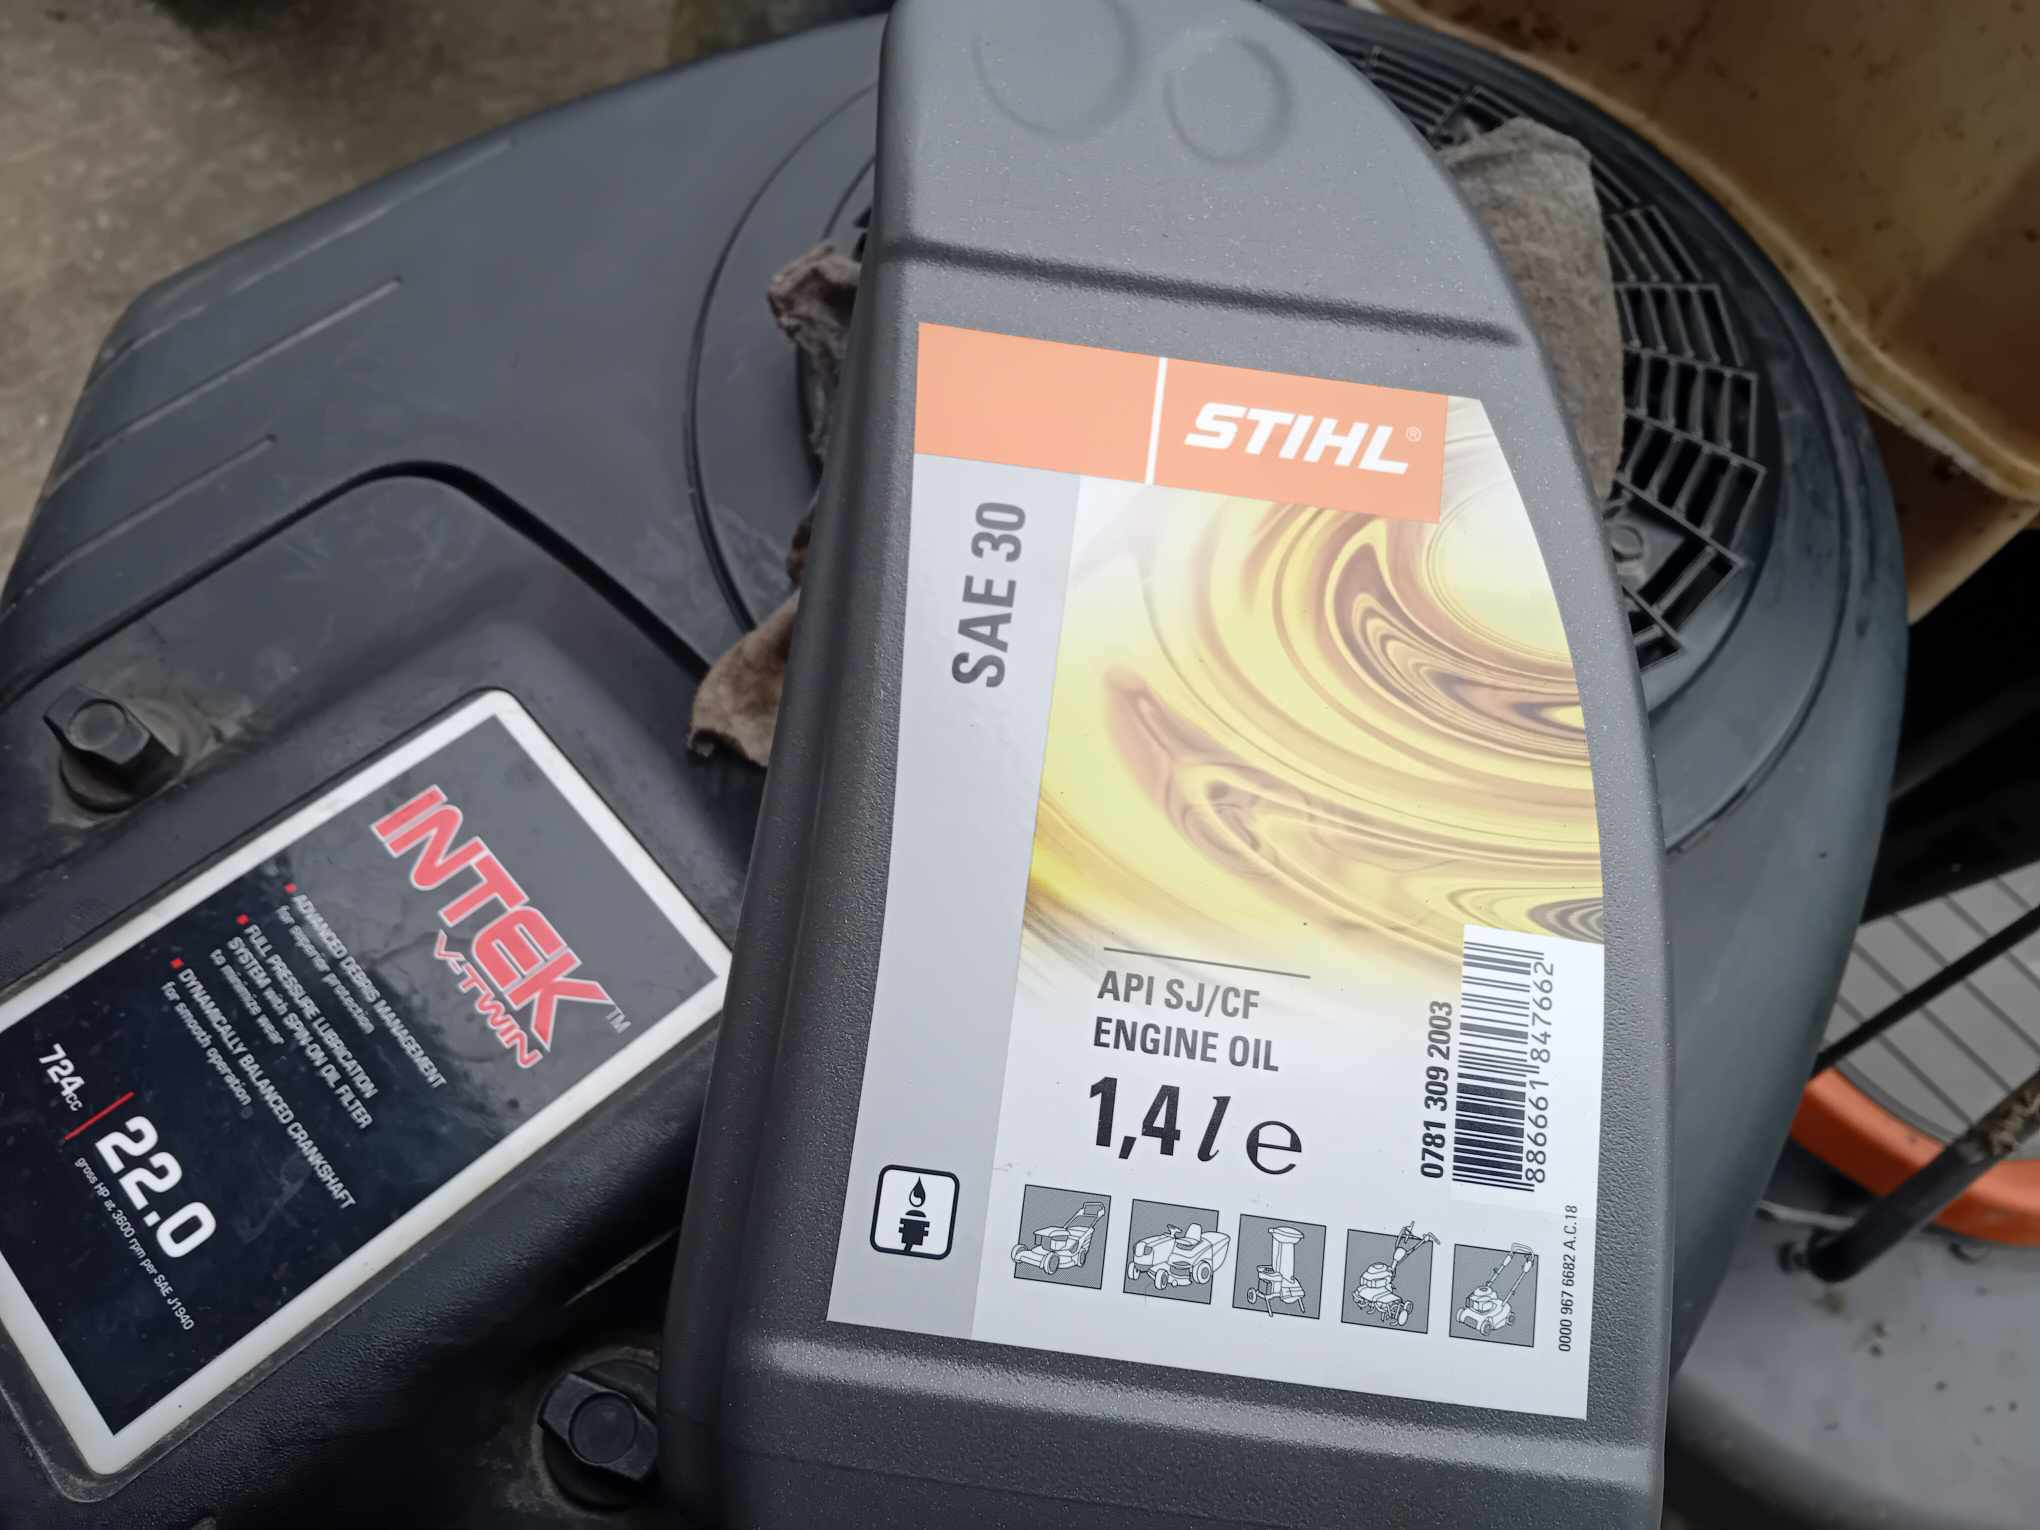 STIHL®
SAE 30
API SJ/CF
ENGINE OIL
1,4 l e
0781 309 2003
886661 847662
0000 967 6682 A.C.18
INTEK™
V-TWIN
ADVANCED DEBRIS MANAGEMENT
for superior protection
FULL PRESSURE LUBRICATION
SYSTEM with SPIN-ON OIL FILTER
to minimize wear
DYNAMICALLY BALANCED CRANKSHAFT
for smooth operation
724cc
22.0
gross HP at 3600 rpm per SAE J1940